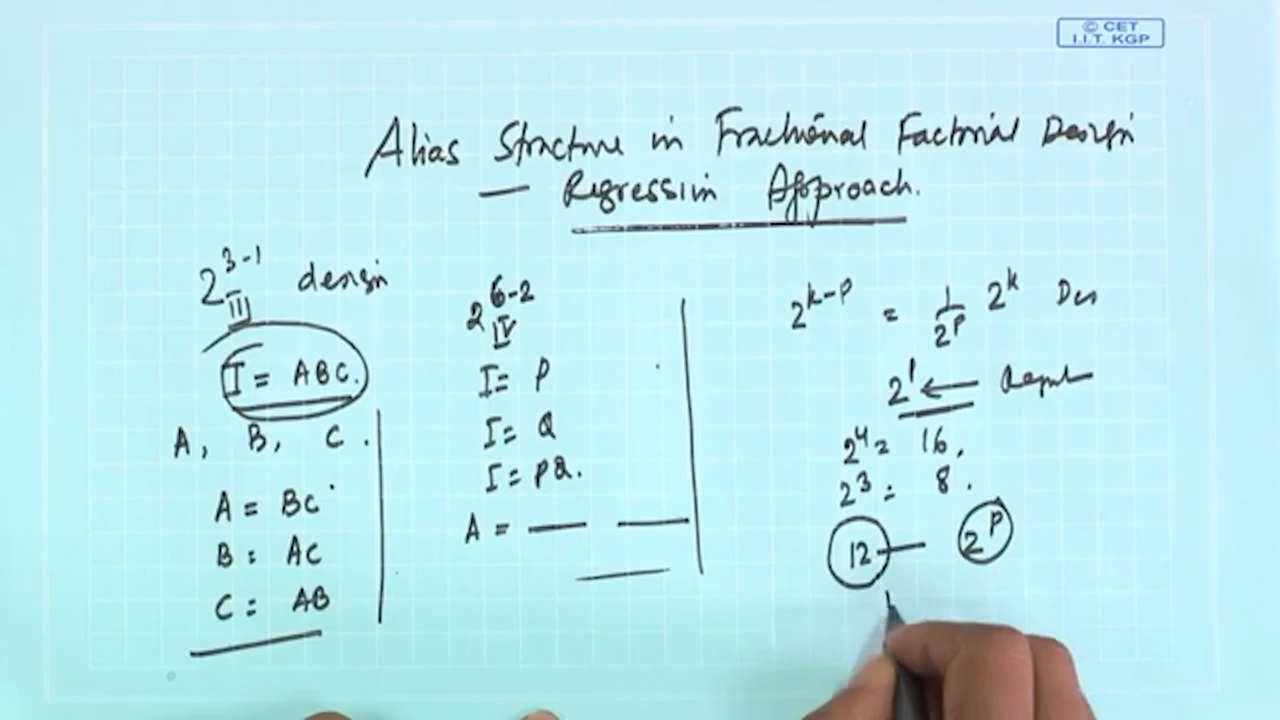 © CET
I.I.T. KGP
Alias Structure in Fractional Factorial Design
— Regression Approach.
2^{3-1}_{III} design
I = ABC.
A, B, C.
A = BC
B = AC
C = AB
2^{6-2}_{IV}
I = P
I = Q
I = PQ.
A =
2^{k-p} = 1/2^p 2^k Des
2^1 ←
2^4 = 16.
2^3 = 8.
12 — 2^p